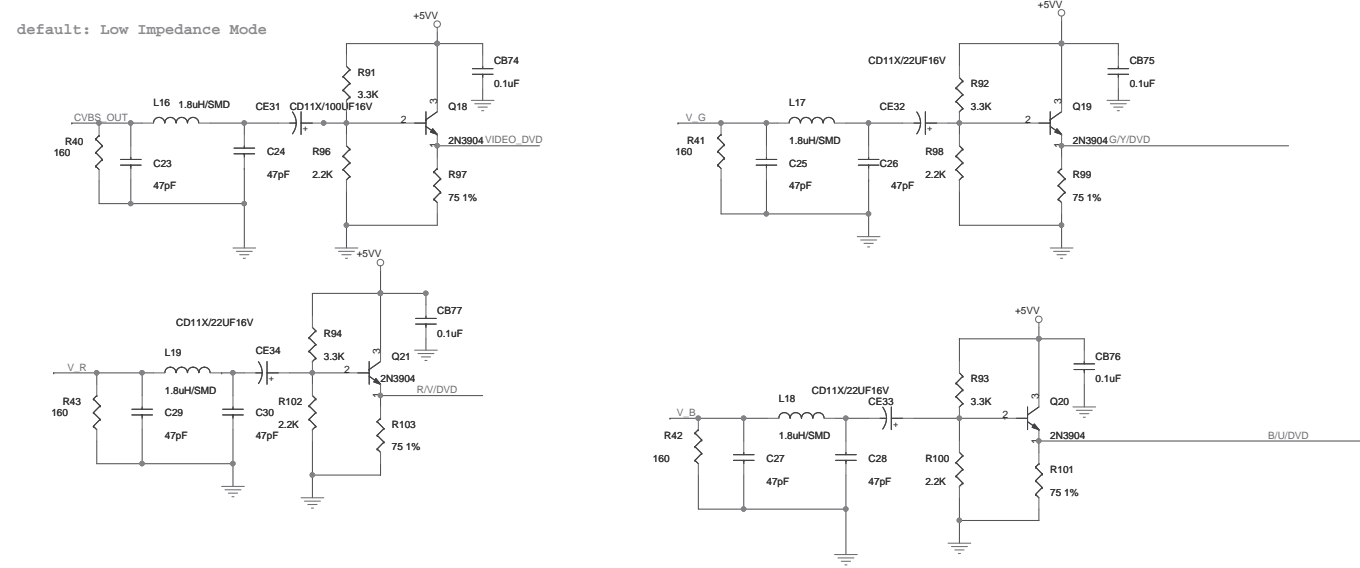 default: Low Impedance Mode
+5VV
R91
3.3K
CB74
0.1uF
L16 1.8uH/SMD
CE31 CD11X/100UF16V
3
Q18
CVBS_OUT
2
R40
160
C23
47pF
C24
47pF
R96
2.2K
1
2N3904 VIDEO_DVD
R97
75 1%
+5VV
CD11X/22UF16V
R92
3.3K
CB75
0.1uF
L17
1.8uH/SMD
CE32
3
Q19
V_G
2
R41
160
C25
47pF
C26
47pF
R98
2.2K
1
2N3904 G/Y/DVD
R99
75 1%
+5VV
CD11X/22UF16V
R94
3.3K
CB77
0.1uF
L19
1.8uH/SMD
CE34
3
Q21
V_R
2
2N3904
R43
160
C29
47pF
C30
47pF
R102
2.2K
1
R/V/DVD
R103
75 1%
+5VV
CD11X/22UF16V
R93
3.3K
CB76
0.1uF
L18
1.8uH/SMD
CE33
3
Q20
V_B
2
R42
160
C27
47pF
C28
47pF
R100
2.2K
1
2N3904
B/U/DVD
R101
75 1%